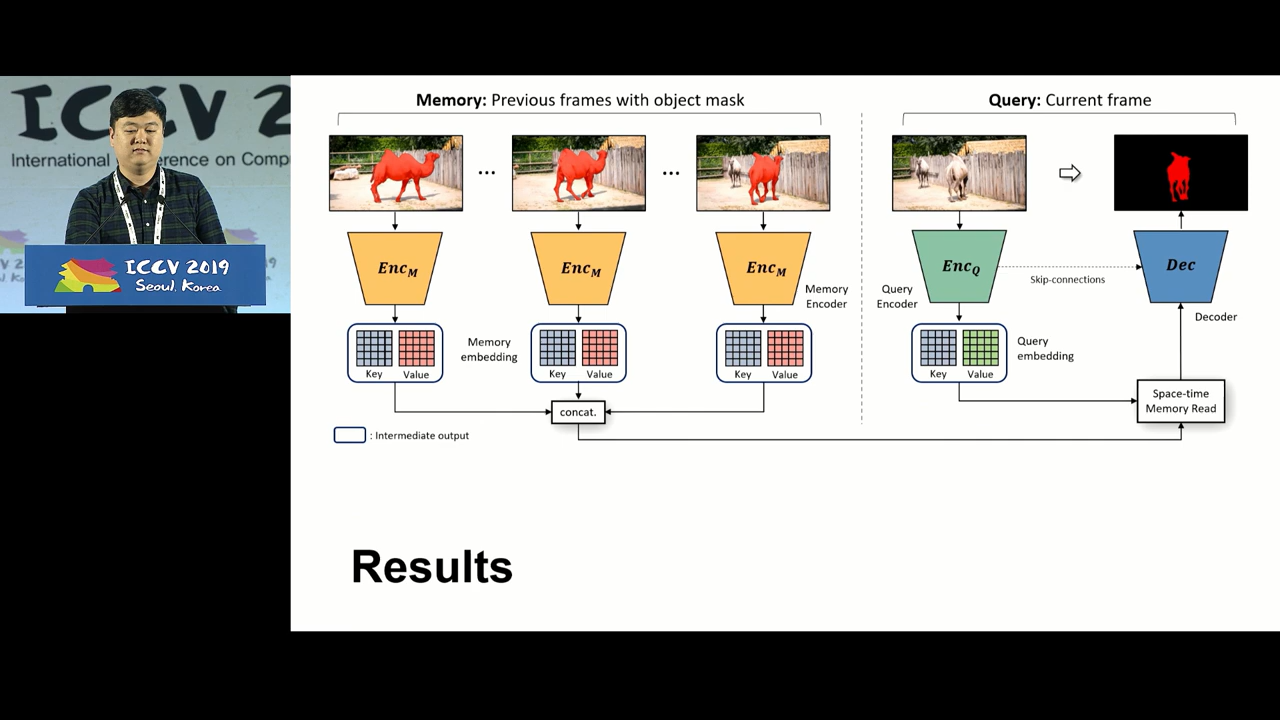 ICCV 2
International
erence on Compu
ICCV 2019
Seoul. Korea
Memory: Previous frames with object mask
Query: Current frame
...
...
Enc_M
Enc_M
Enc_M
Memory
Encoder
Enc_Q
Query
Encoder
Skip-connections
Dec
Decoder
Key
Value
Memory
embedding
Key
Value
Key
Value
Key
Value
Query
embedding
concat.
Space-time
Memory Read
: Intermediate output
Results